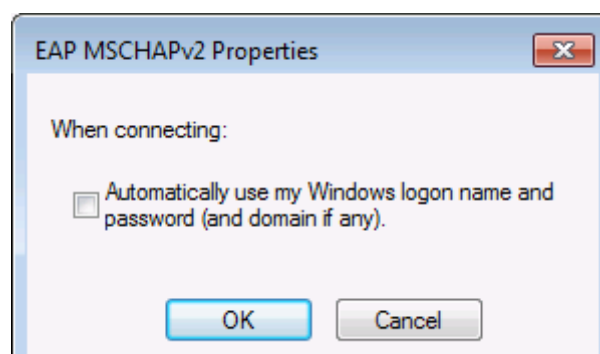 EAP MSCHAPv2 Properties
When connecting:
Automatically use my Windows logon name and
password (and domain if any).
OK
Cancel